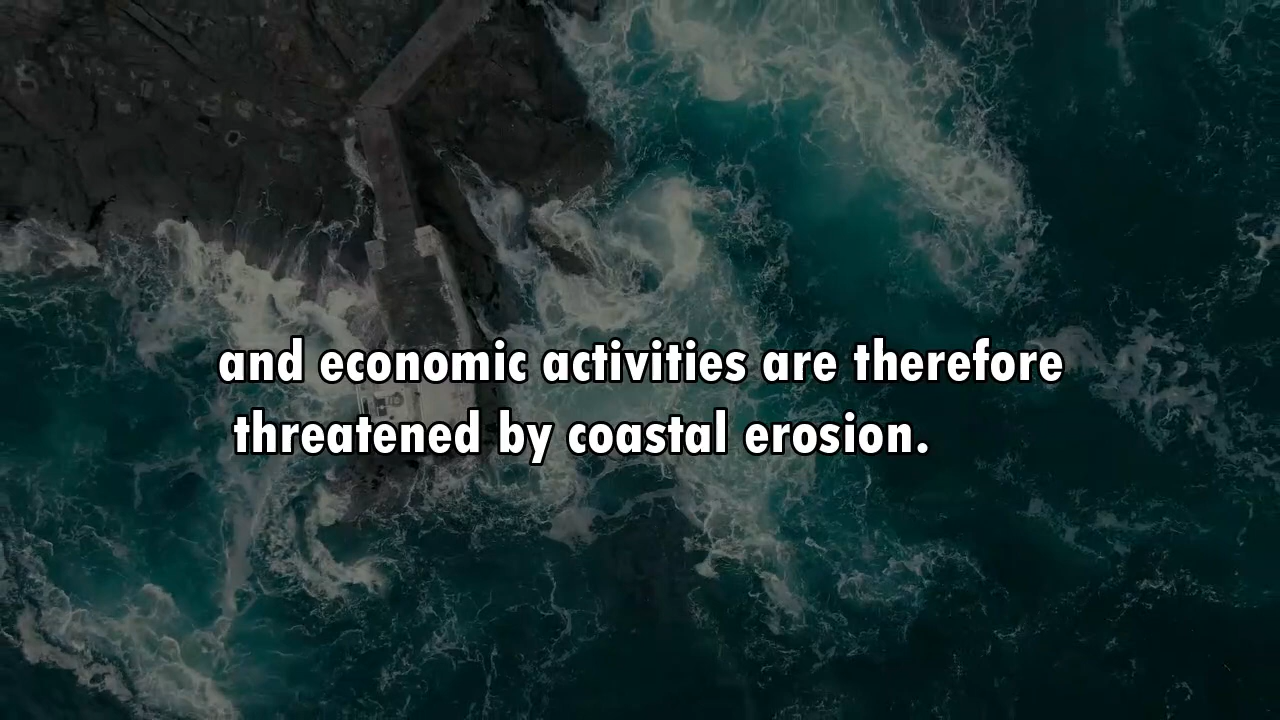 and economic activities are therefore
threatened by coastal erosion.